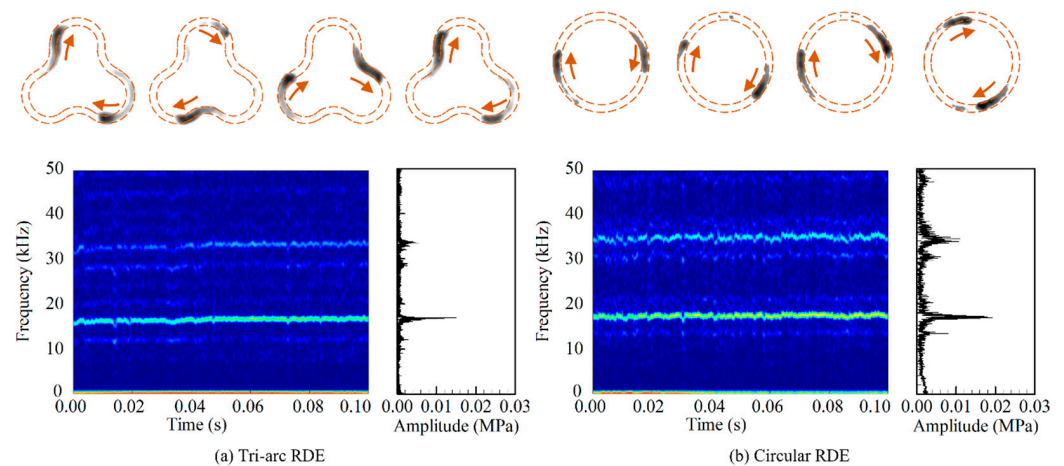 50
40
30
20
10
0
Frequency (kHz)
0.00 0.02 0.04 0.06 0.08 0.10
Time (s)
0.00 0.01 0.02 0.03
Amplitude (MPa)
(a) Tri-arc RDE
50
40
30
20
10
0
Frequency (kHz)
0.00 0.02 0.04 0.06 0.08 0.10
Time (s)
0.00 0.01 0.02 0.03
Amplitude (MPa)
(b) Circular RDE